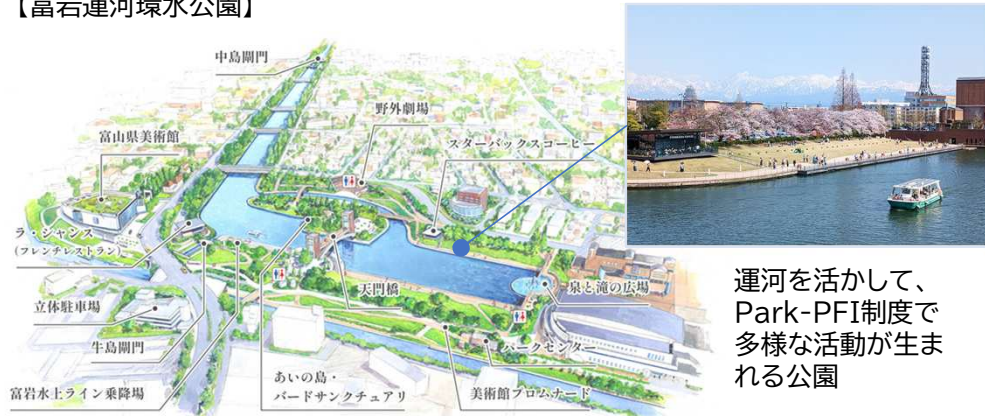 【富岩運河環水公園】
中島閘門
野外劇場
富山県美術館
スターバックスコーヒー
ラ・シャンス
(フレンチレストラン)
天門橋
泉と滝の広場
立体駐車場
牛島閘門
パークセンター
富岩水上ライン乗降場
あいの島・
バードサンクチュアリ
美術館プロムナード
運河を活かして、
Park-PFI制度で
多様な活動が生ま
れる公園